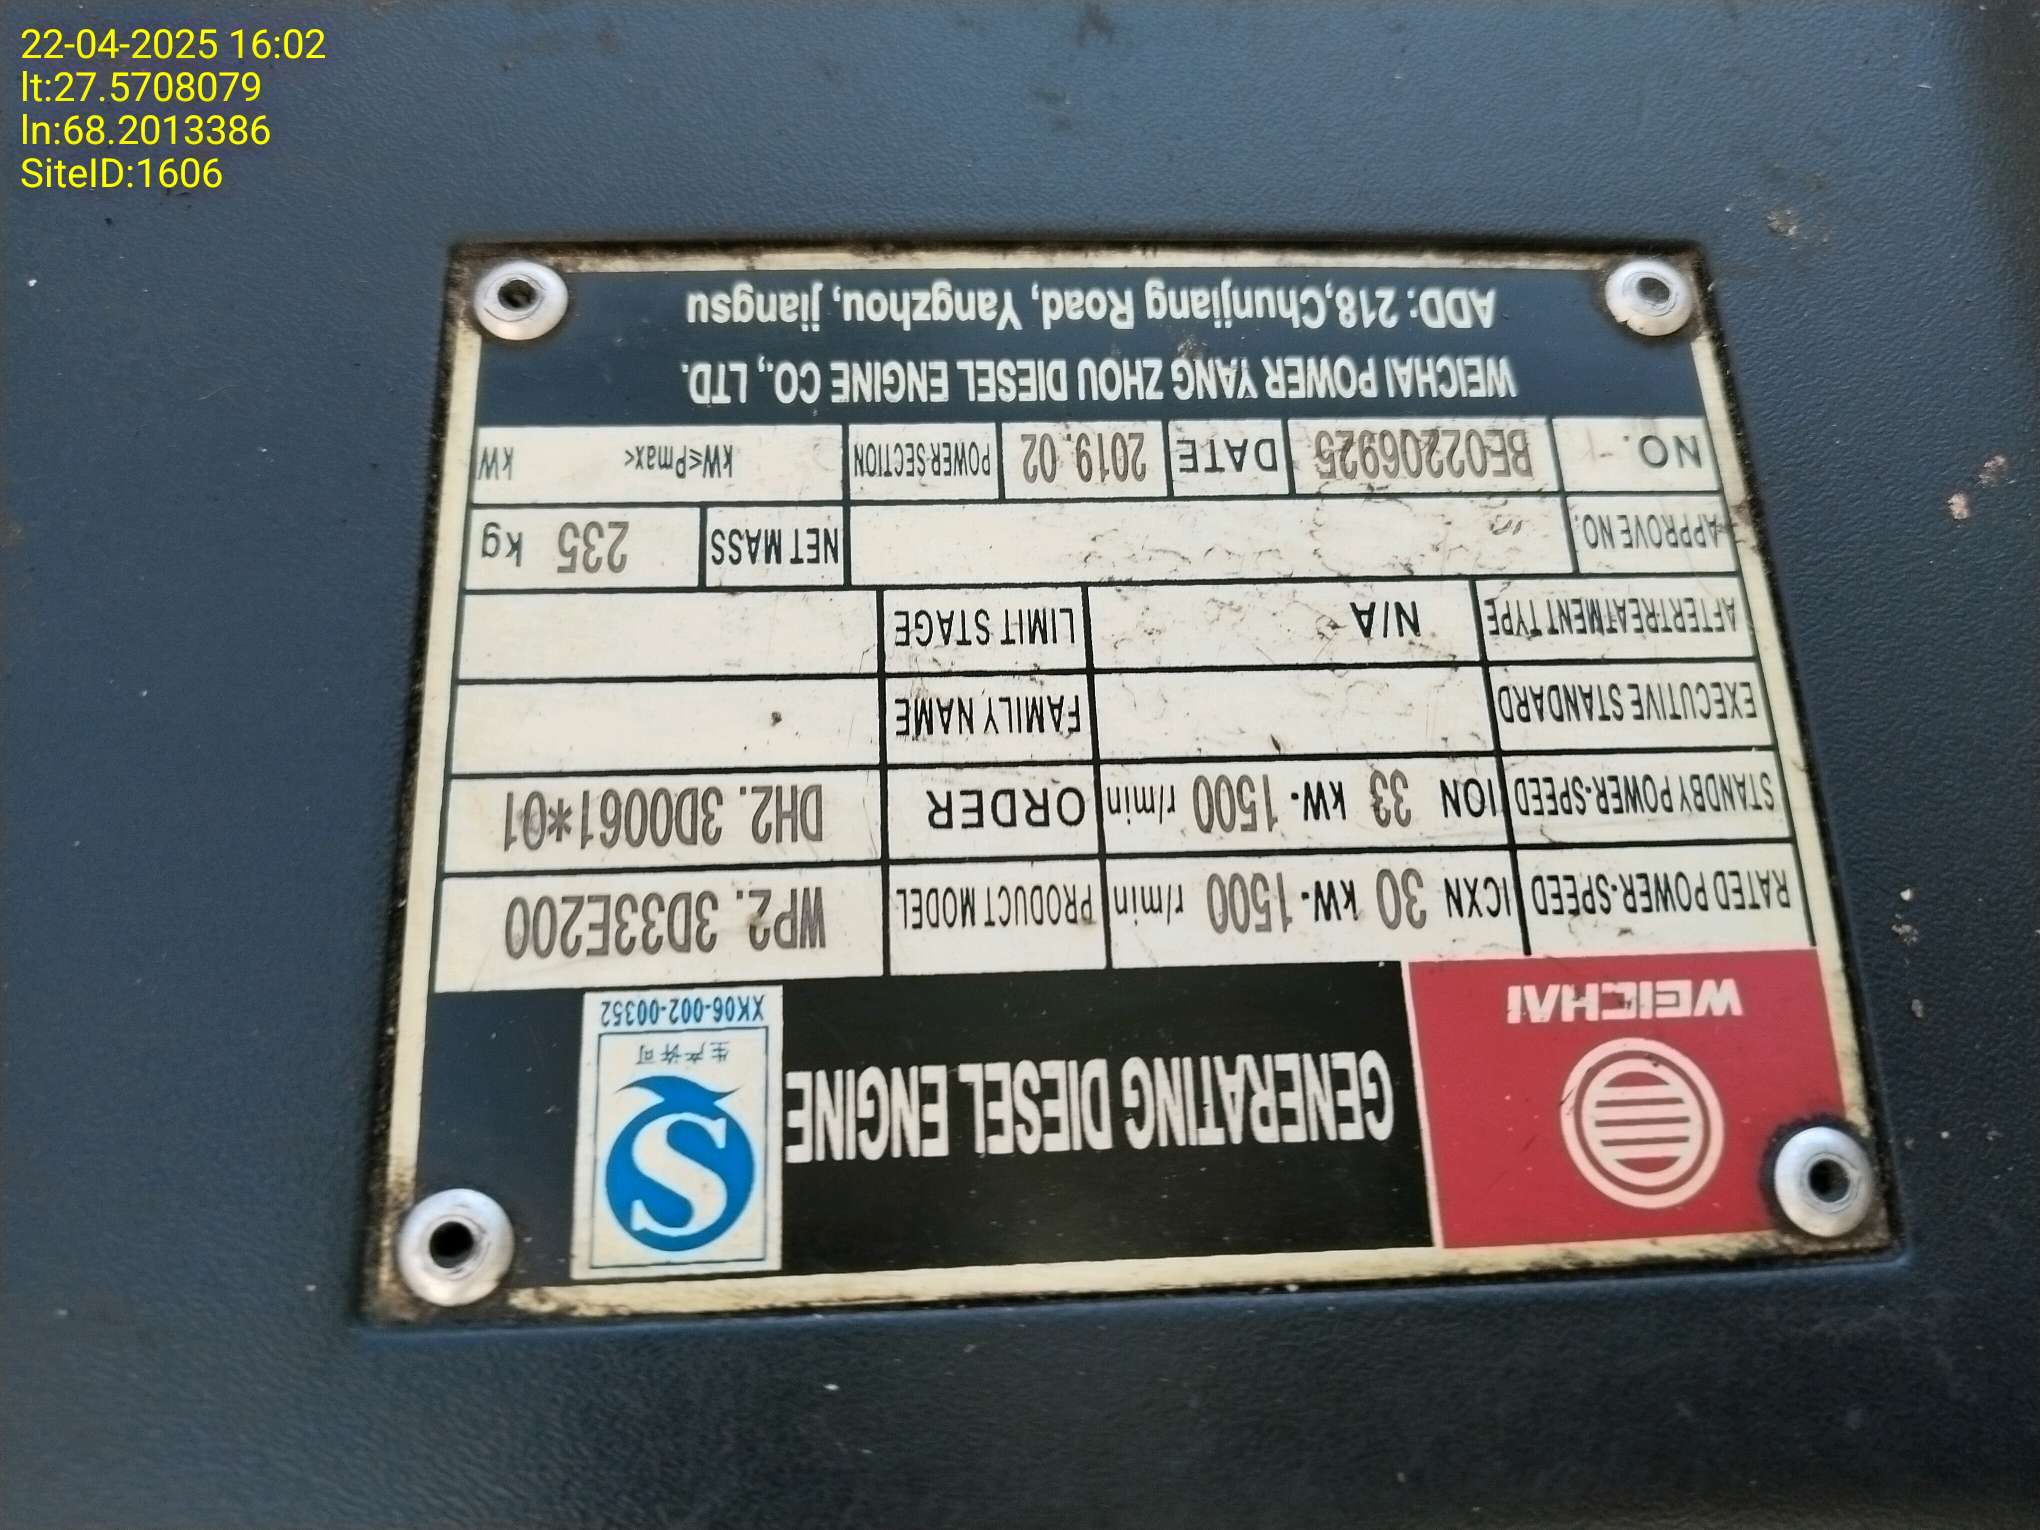 22-04-2025 16:02
lt:27.5708079
ln:68.2013386
SiteID:1606
WEICHAI
GENERATING DIESEL ENGINE
生产许可
XK06-002-00352
RATED POWER-SPEED ICXN 30 kW- 1500 r/min PRODUCT MODEL WP2. 3D33E200
STANDBY POWER-SPEED ION 33 kW- 1500 r/min ORDER DH2. 3D0061*01
EXECUTIVE STANDARD FAMILY NAME
AFTERTREATMENT TYPE N/A LIMIT STAGE
APPROVE NO. NET MASS 235 kg
NO. BE02206925 DATE 2019. 02 POWER-SECTION kW≤Pmax< kW
WEICHAI POWER YANG ZHOU DIESEL ENGINE CO., LTD.
ADD: 218,Chunjiang Road, Yangzhou, jiangsu